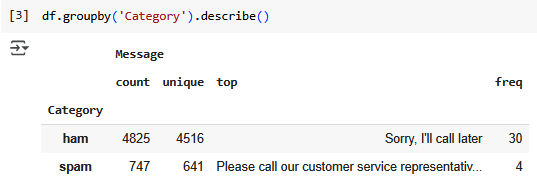 [3] df.groupby('Category').describe()
Message
count unique top freq
Category
ham 4825 4516 Sorry, I'll call later 30
spam 747 641 Please call our customer service representativ... 4